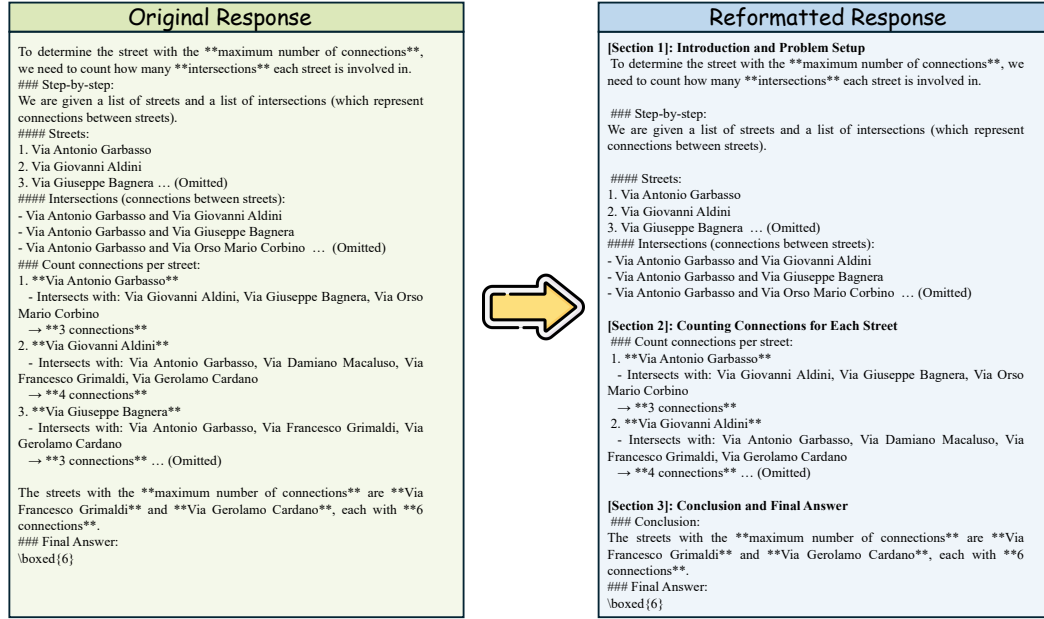 Original Response
To determine the street with the **maximum number of connections**,
we need to count how many **intersections** each street is involved in.
### Step-by-step:
We are given a list of streets and a list of intersections (which represent
connections between streets).
#### Streets:
1. Via Antonio Garbasso
2. Via Giovanni Aldini
3. Via Giuseppe Bagnera … (Omitted)
#### Intersections (connections between streets):
- Via Antonio Garbasso and Via Giovanni Aldini
- Via Antonio Garbasso and Via Giuseppe Bagnera
- Via Antonio Garbasso and Via Orso Mario Corbino … (Omitted)
### Count connections per street:
1. **Via Antonio Garbasso**
- Intersects with: Via Giovanni Aldini, Via Giuseppe Bagnera, Via Orso
Mario Corbino
→ **3 connections**
2. **Via Giovanni Aldini**
- Intersects with: Via Antonio Garbasso, Via Damiano Macaluso, Via
Francesco Grimaldi, Via Gerolamo Cardano
→ **4 connections**
3. **Via Giuseppe Bagnera**
- Intersects with: Via Antonio Garbasso, Via Francesco Grimaldi, Via
Gerolamo Cardano
→ **3 connections** … (Omitted)
The streets with the **maximum number of connections** are **Via
Francesco Grimaldi** and **Via Gerolamo Cardano**, each with **6
connections**.
### Final Answer:
\boxed{6}
Reformatted Response
[Section 1]: Introduction and Problem Setup
To determine the street with the **maximum number of connections**, we
need to count how many **intersections** each street is involved in.
### Step-by-step:
We are given a list of streets and a list of intersections (which represent
connections between streets).
#### Streets:
1. Via Antonio Garbasso
2. Via Giovanni Aldini
3. Via Giuseppe Bagnera … (Omitted)
#### Intersections (connections between streets):
- Via Antonio Garbasso and Via Giovanni Aldini
- Via Antonio Garbasso and Via Giuseppe Bagnera
- Via Antonio Garbasso and Via Orso Mario Corbino … (Omitted)
[Section 2]: Counting Connections for Each Street
### Count connections per street:
1. **Via Antonio Garbasso**
- Intersects with: Via Giovanni Aldini, Via Giuseppe Bagnera, Via Orso
Mario Corbino
→ **3 connections**
2. **Via Giovanni Aldini**
- Intersects with: Via Antonio Garbasso, Via Damiano Macaluso, Via
Francesco Grimaldi, Via Gerolamo Cardano
→ **4 connections** … (Omitted)
[Section 3]: Conclusion and Final Answer
### Conclusion:
The streets with the **maximum number of connections** are **Via
Francesco Grimaldi** and **Via Gerolamo Cardano**, each with **6
connections**.
### Final Answer:
\boxed{6}